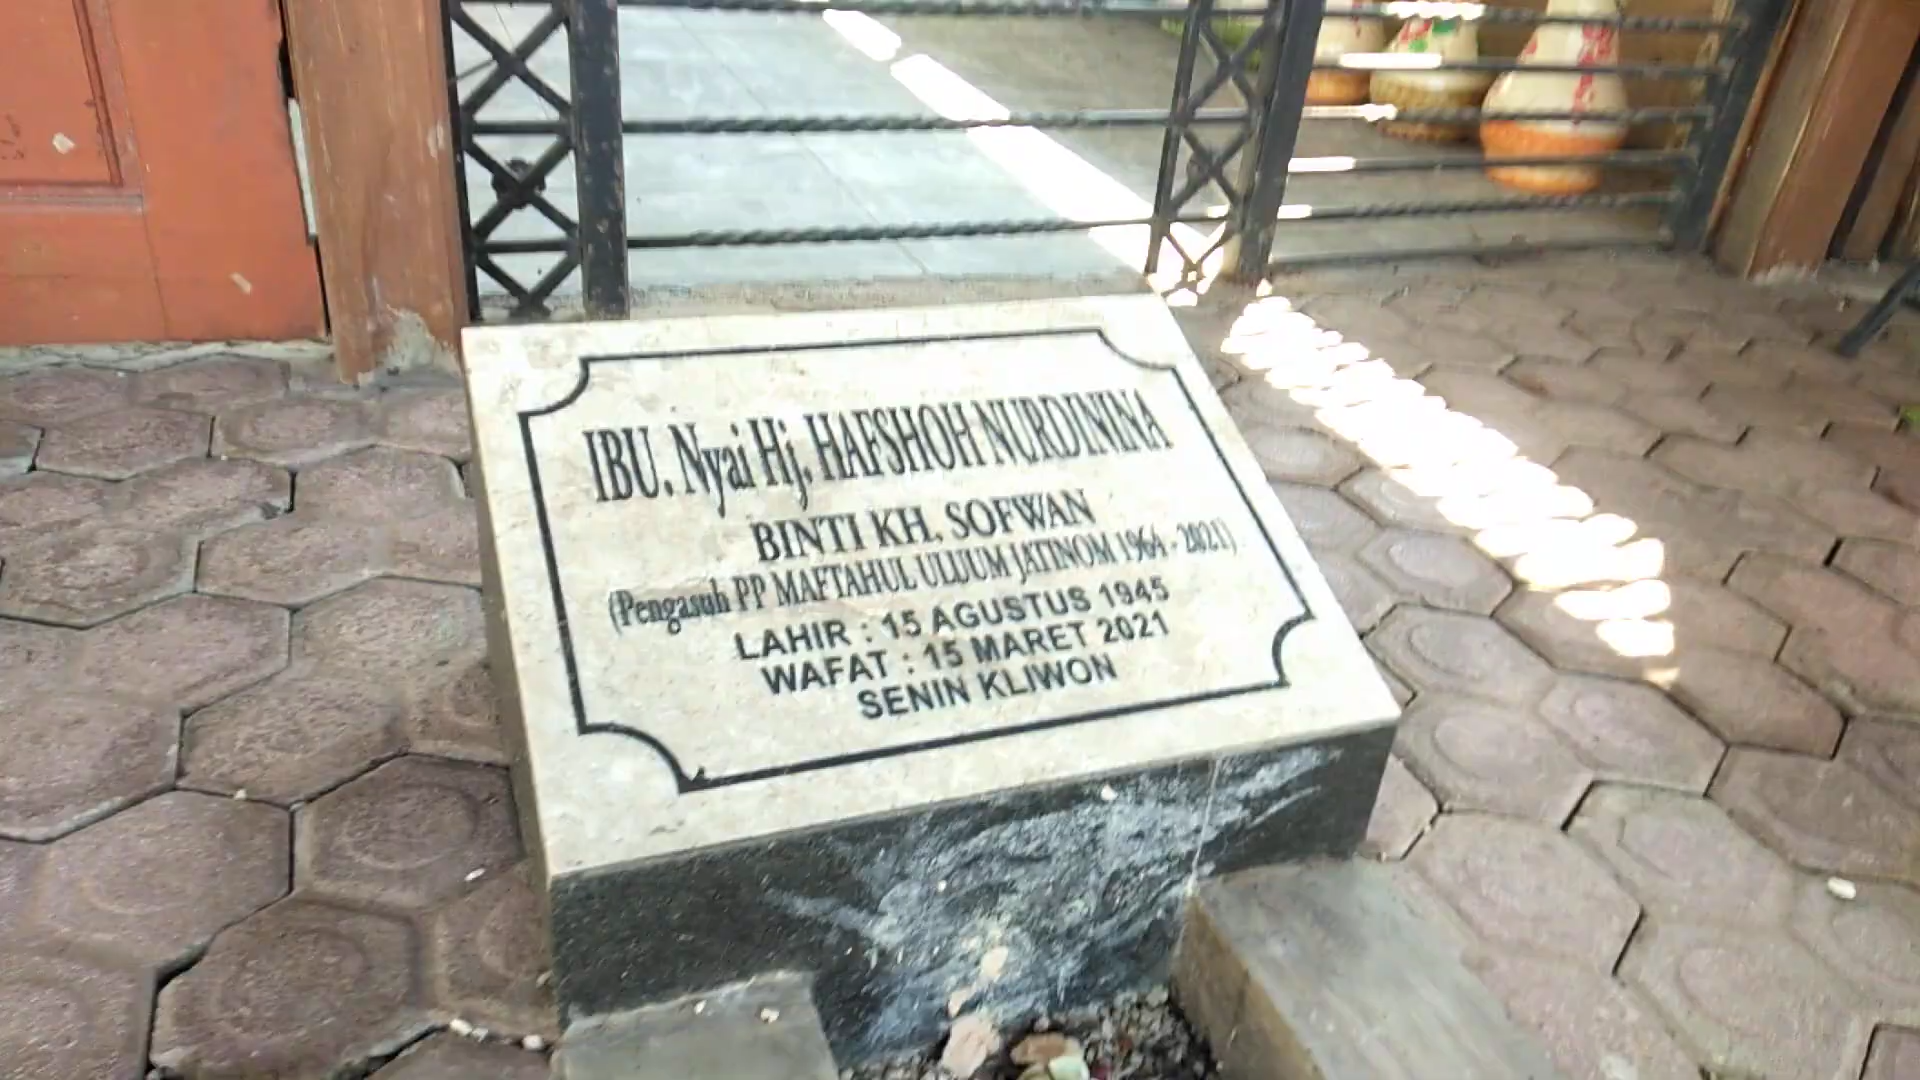 IBU. Nyai Hj. HAFSHOH NURDININA
BINTI KH. SOFWAN
(Pengasuh PP MAFTAHUL ULUUM JATINOM 1964 - 2021)
LAHIR : 15 AGUSTUS 1945
WAFAT : 15 MARET 2021
SENIN KLIWON